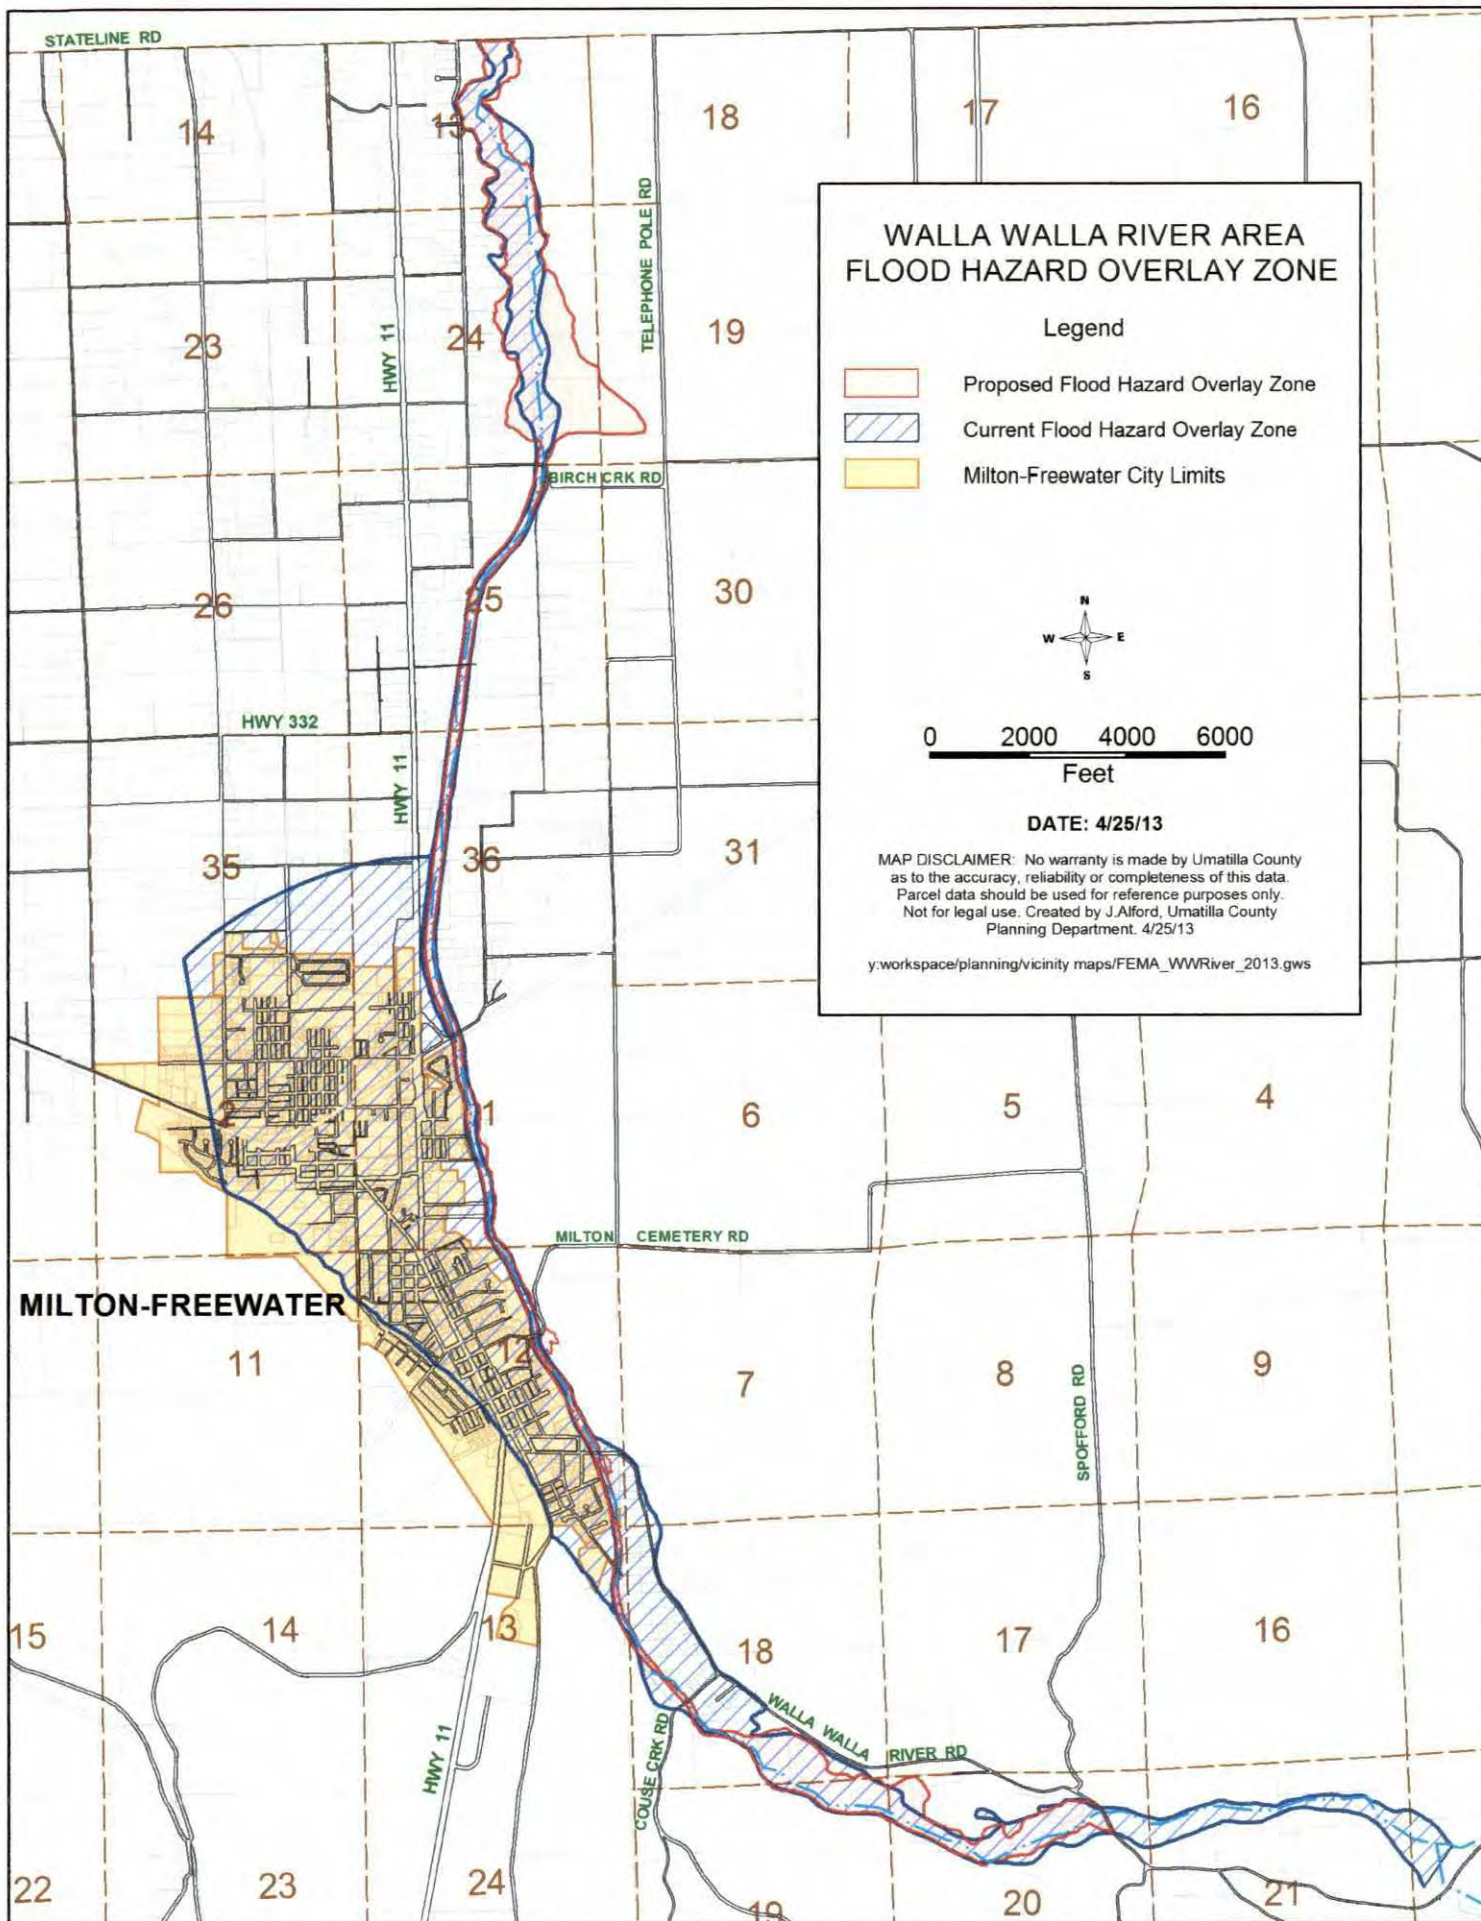 STATELINE RD
14
13
18
17
16
TELEPHONE POLE RD
WALLA WALLA RIVER AREA
FLOOD HAZARD OVERLAY ZONE
Legend
Proposed Flood Hazard Overlay Zone
Current Flood Hazard Overlay Zone
Milton-Freewater City Limits
N
W E
S
0 2000 4000 6000
Feet
DATE: 4/25/13
MAP DISCLAIMER: No warranty is made by Umatilla County
as to the accuracy, reliability or completeness of this data.
Parcel data should be used for reference purposes only.
Not for legal use. Created by J.Alford, Umatilla County
Planning Department. 4/25/13
y:workspace/planning/vicinity maps/FEMA_WWRiver_2013.gws
23
HWY 11
24
19
BIRCH CRK RD
26
25
30
HWY 332
HWY 11
35
36
31
2
1
6
5
4
MILTON CEMETERY RD
MILTON-FREEWATER
11
12
7
8
9
SPOFFORD RD
15
14
13
18
17
16
HWY 11
COUSE CRK RD
WALLA WALLA RIVER RD
22
23
24
19
20
21